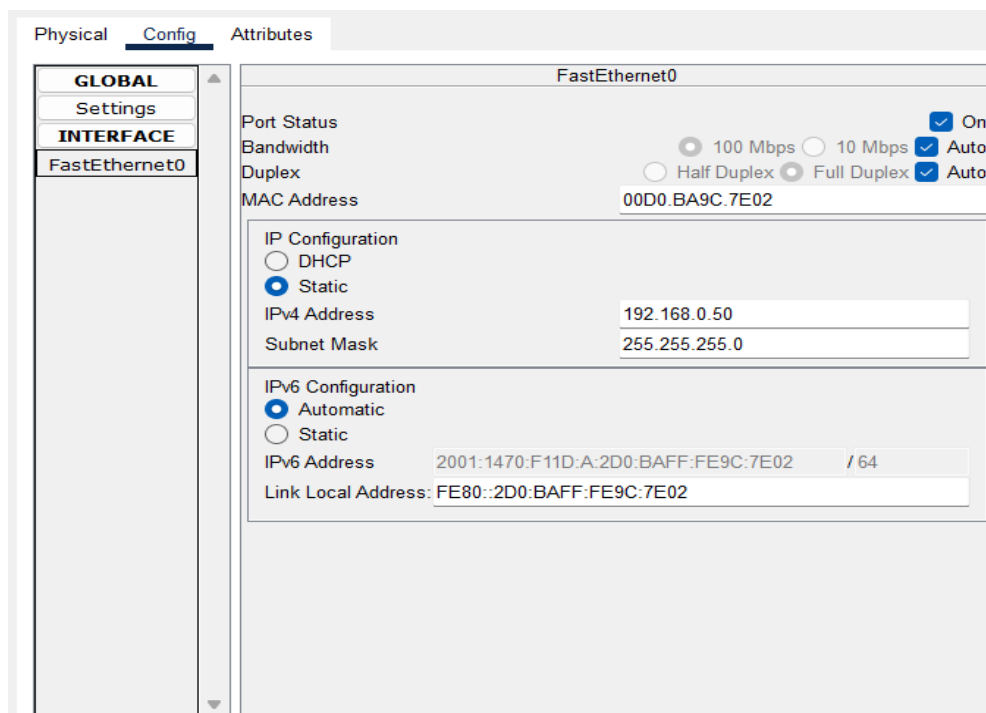 Physical Config Attributes
GLOBAL
Settings
INTERFACE
FastEthernet0
FastEthernet0
Port Status On
Bandwidth 100 Mbps 10 Mbps Auto
Duplex Half Duplex Full Duplex Auto
MAC Address 00D0.BA9C.7E02
IP Configuration
DHCP
Static
IPv4 Address 192.168.0.50
Subnet Mask 255.255.255.0
IPv6 Configuration
Automatic
Static
IPv6 Address 2001:1470:F11D:A:2D0:BAFF:FE9C:7E02 / 64
Link Local Address: FE80::2D0:BAFF:FE9C:7E02